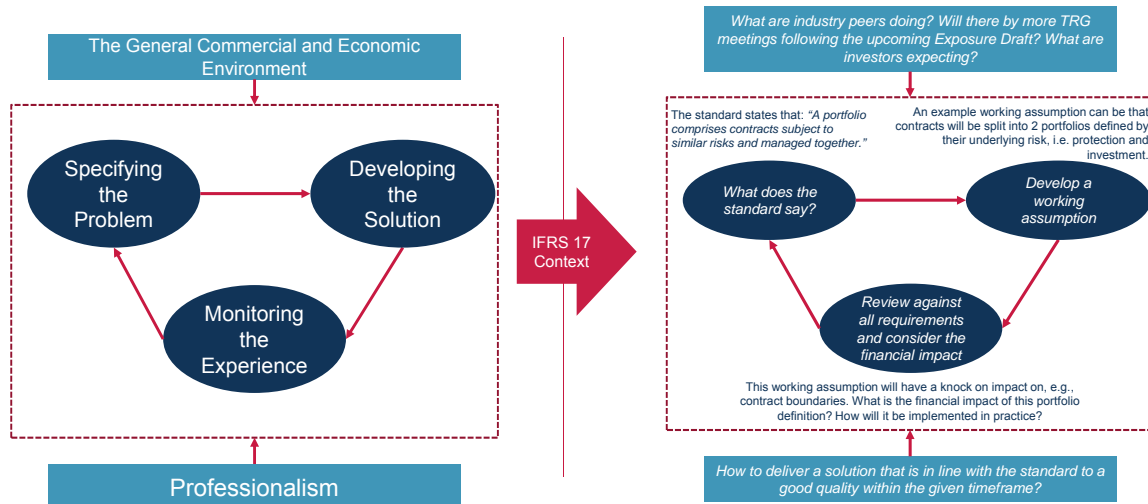 The General Commercial and Economic
Environment
Specifying
the
Problem
Developing
the
Solution
Monitoring
the
Experience
Professionalism
IFRS 17
Context
What are industry peers doing? Will there by more TRG
meetings following the upcoming Exposure Draft? What are
investors expecting?
The standard states that: “A portfolio
comprises contracts subject to
similar risks and managed together.”
An example working assumption can be that
contracts will be split into 2 portfolios defined by
their underlying risk, i.e. protection and
investment.
What does the
standard say?
Develop a
working
assumption
Review against
all requirements
and consider the
financial impact
This working assumption will have a knock on impact on, e.g.,
contract boundaries. What is the financial impact of this portfolio
definition? How will it be implemented in practice?
How to deliver a solution that is in line with the standard to a
good quality within the given timeframe?